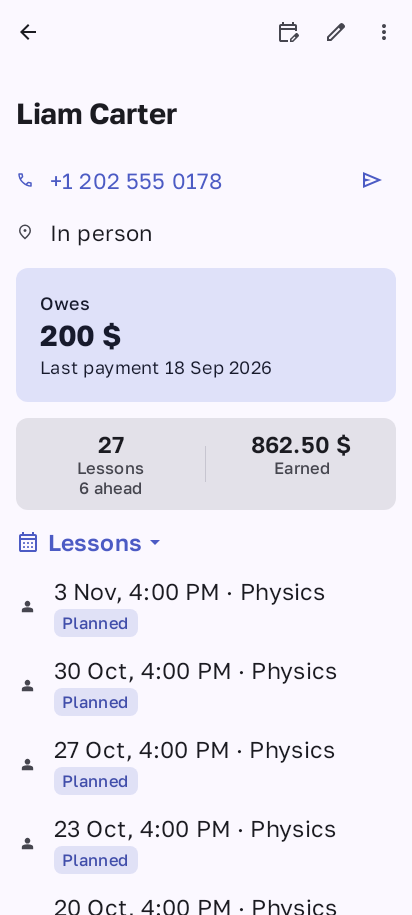 Liam Carter
+1 202 555 0178
In person
Owes
200 $
Last payment 18 Sep 2026
27
Lessons
6 ahead
862.50 $
Earned
Lessons
3 Nov, 4:00 PM · Physics
Planned
30 Oct, 4:00 PM · Physics
Planned
27 Oct, 4:00 PM · Physics
Planned
23 Oct, 4:00 PM · Physics
Planned
20 Oct, 4:00 PM · Physics